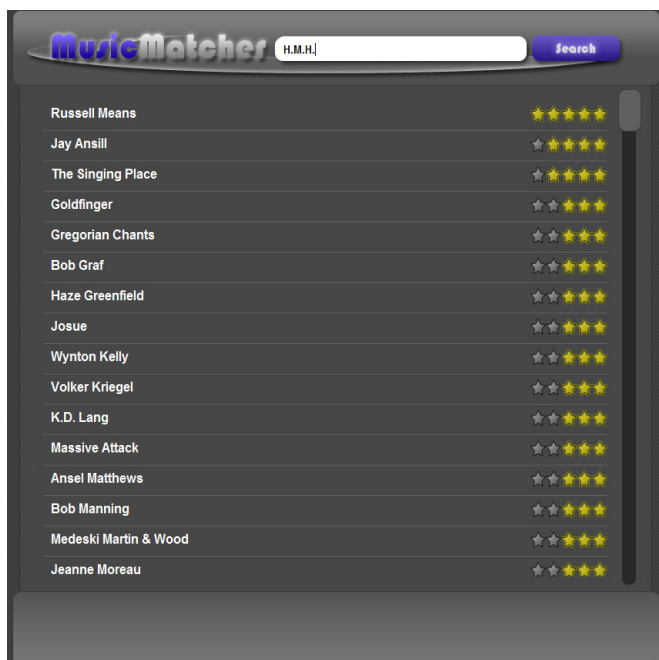 MusicMatcher H.M.H. Search
Russell Means
Jay Ansill
The Singing Place
Goldfinger
Gregorian Chants
Bob Graf
Haze Greenfield
Josue
Wynton Kelly
Volker Kriegel
K.D. Lang
Massive Attack
Ansel Matthews
Bob Manning
Medeski Martin & Wood
Jeanne Moreau